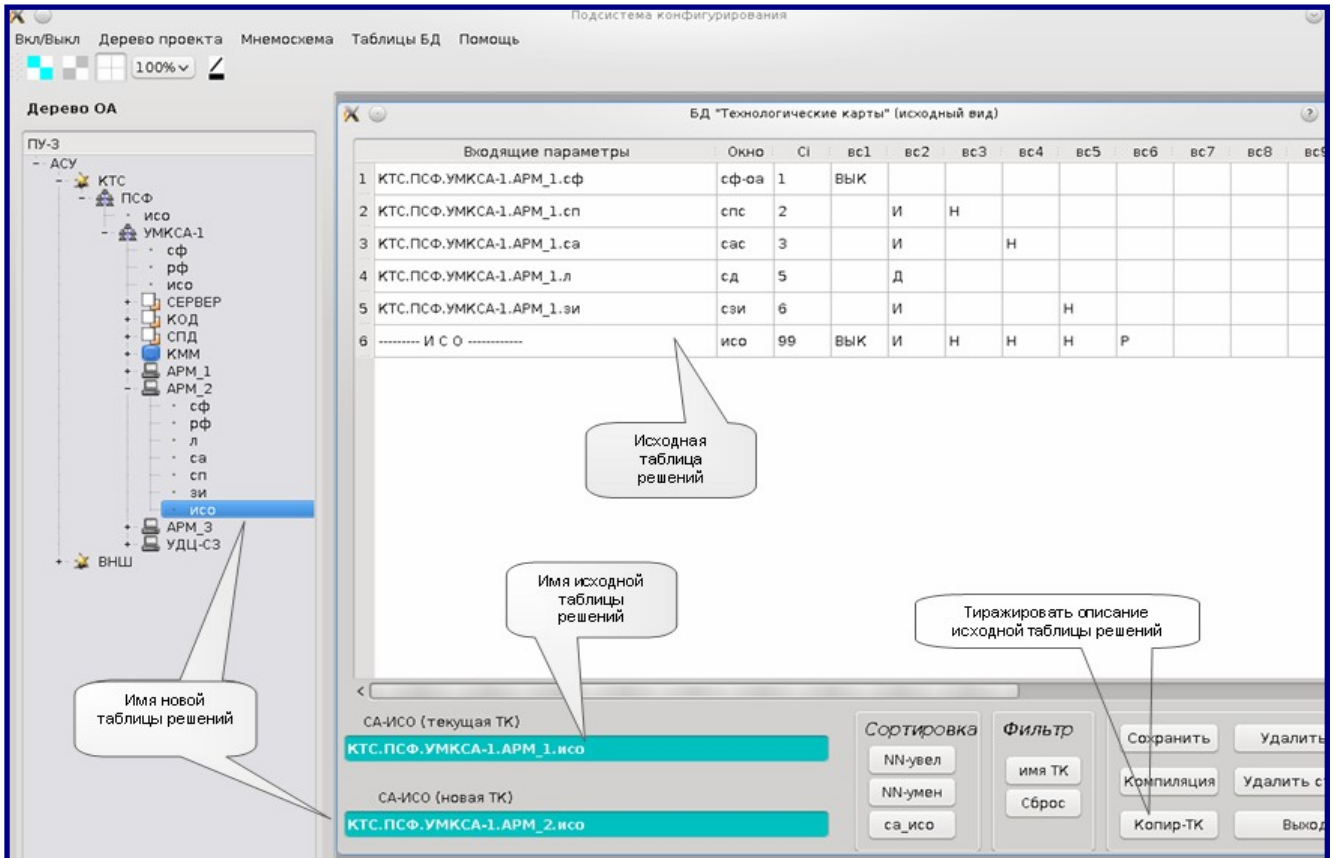 Подсистема конфигурирования
Вкл/Выкл Дерево проекта Мнемосхема Таблицы БД Помощь
100%
Дерево ОА
ПУ-3
АСУ
КТС
ПСФ
исо
УМКСА-1
сф
рф
исо
СЕРВЕР
КОД
СПД
КММ
АРМ_1
АРМ_2
сф
рф
л
са
сп
зи
исо
АРМ_3
УДЦ-СЗ
ВНШ
БД "Технологические карты" (исходный вид)
Входящие параметры Окно Ci вс1 вс2 вс3 вс4 вс5 вс6 вс7 вс8 вс9
1 КТС.ПСФ.УМКСА-1.АРМ_1.сф сф-оа 1 ВЫК
2 КТС.ПСФ.УМКСА-1.АРМ_1.сп спс 2 И Н
3 КТС.ПСФ.УМКСА-1.АРМ_1.са сас 3 И Н
4 КТС.ПСФ.УМКСА-1.АРМ_1.л сд 5 Д
5 КТС.ПСФ.УМКСА-1.АРМ_1.зи сзи 6 И Н
6 --------- И С О ------------ исо 99 ВЫК И Н Н Н Р
Исходная
таблица
решений
Имя исходной
таблицы
решений
Тиражировать описание
исходной таблицы решений
Имя новой
таблицы решений
СА-ИСО (текущая ТК)
КТС.ПСФ.УМКСА-1.АРМ_1.исо
СА-ИСО (новая ТК)
КТС.ПСФ.УМКСА-1.АРМ_2.исо
Сортировка
NN-увел
NN-умен
са_исо
Фильтр
имя ТК
Сброс
Сохранить Удалить
Компиляция Удалить с
Копир-ТК Выход